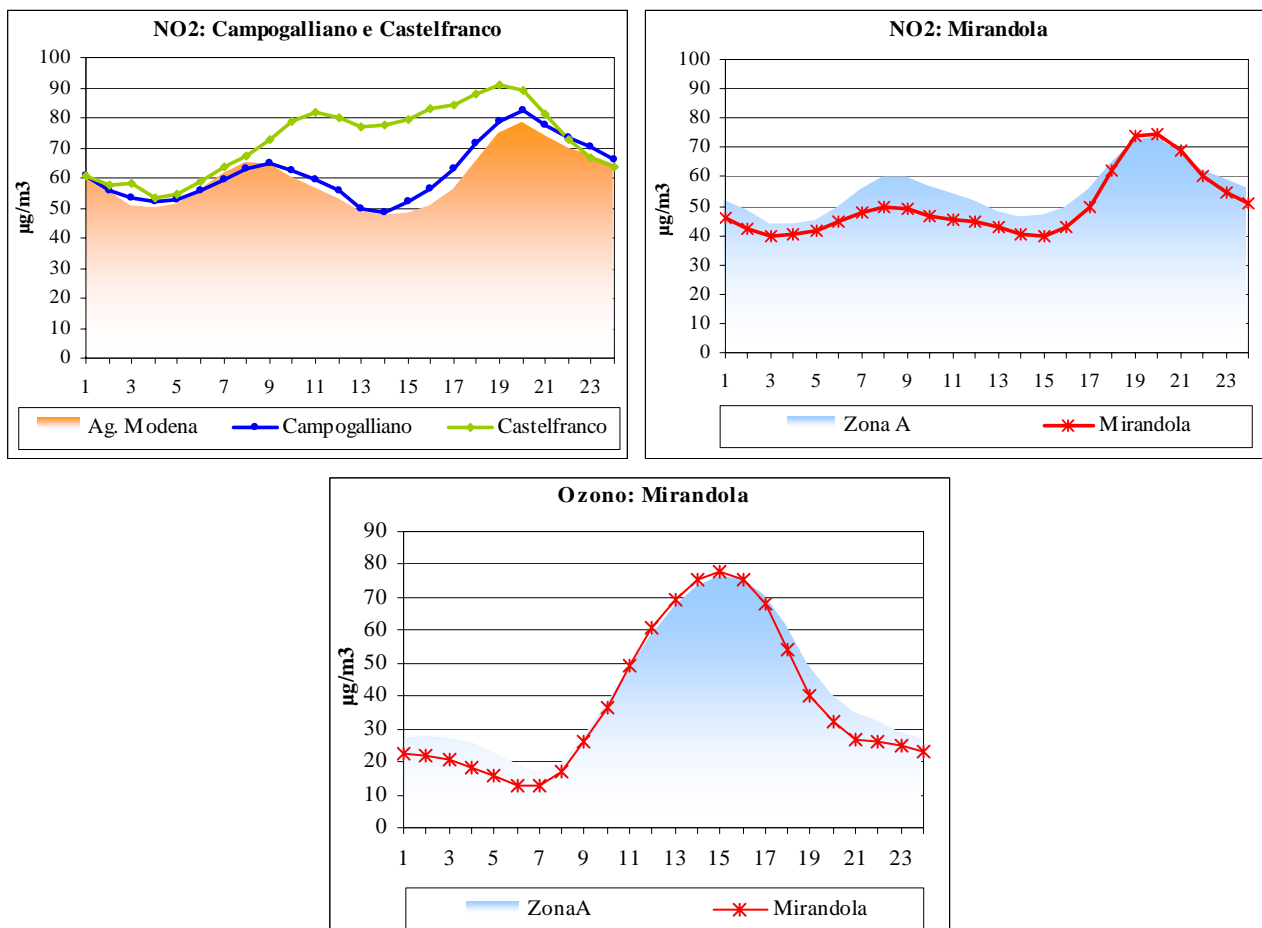 NO2: Campogalliano e Castelfranco
µg/m3
100
90
80
70
60
50
40
30
20
10
0
1 3 5 7 9 11 13 15 17 19 21 23
Ag. Modena Campogalliano Castelfranco
NO2: Mirandola
µg/m3
100
90
80
70
60
50
40
30
20
10
0
1 3 5 7 9 11 13 15 17 19 21 23
Zona A Mirandola
Ozono: Mirandola
µg/m3
90
80
70
60
50
40
30
20
10
0
1 3 5 7 9 11 13 15 17 19 21 23
ZonaA Mirandola